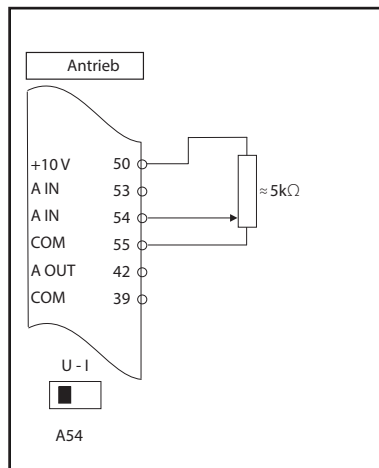 Antrieb
+10 V 50
A IN 53
A IN 54
COM 55
A OUT 42
COM 39
≈ 5kΩ
U - I
A54